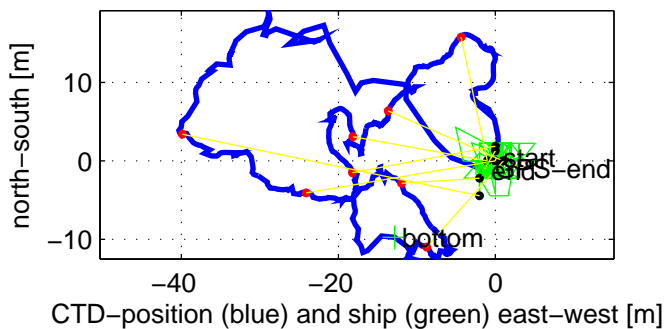 north−south [m]
10
0
−10
start
GPS−end
end
bottom
−40
−20
0
CTD−position (blue) and ship (green) east−west [m]